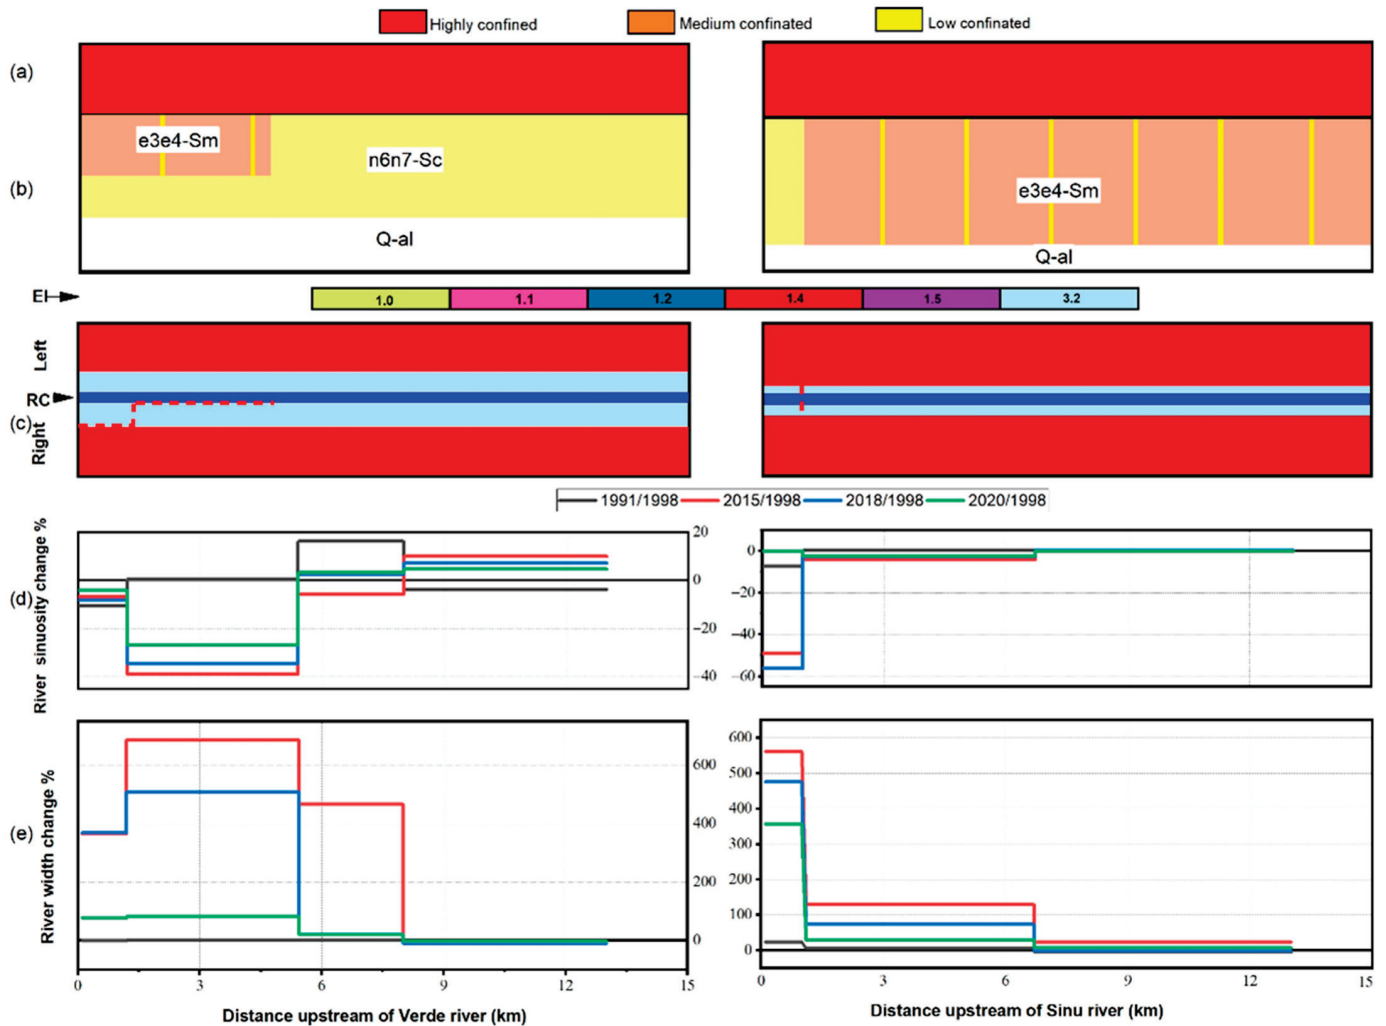 Highly confined
Medium confinated
Low confinated
(a)
e3e4-Sm
n6n7-Sc
(b)
Q-al
e3e4-Sm
Q-al
EI
1.0 1.1 1.2 1.4 1.5 3.2
Left
RC
(c)
Right
1991/1998 2015/1998 2018/1998 2020/1998
River sinuosity change %
(d)
20
0
−20
−40
0
−20
−40
−60
River width change %
(e)
600
400
200
0
600
500
400
300
200
100
0
0 3 6 9 12 15
0 3 6 9 12 15
Distance upstream of Verde river (km)
Distance upstream of Sinu river (km)